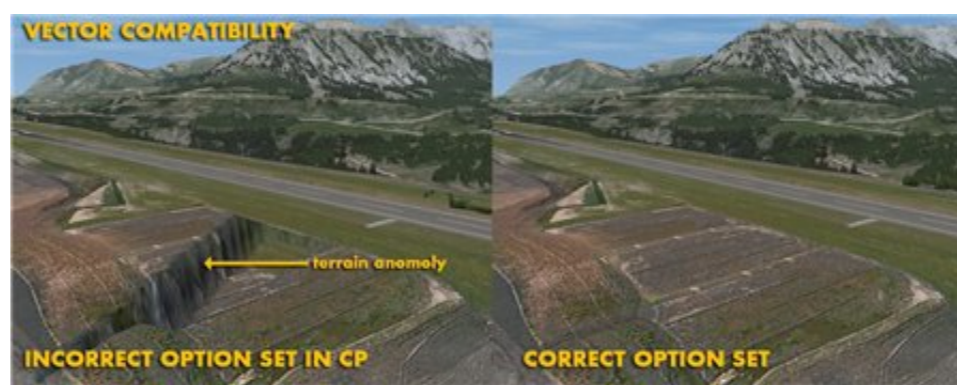 VECTOR COMPATIBILITY
terrain anomoly
INCORRECT OPTION SET IN CP
CORRECT OPTION SET